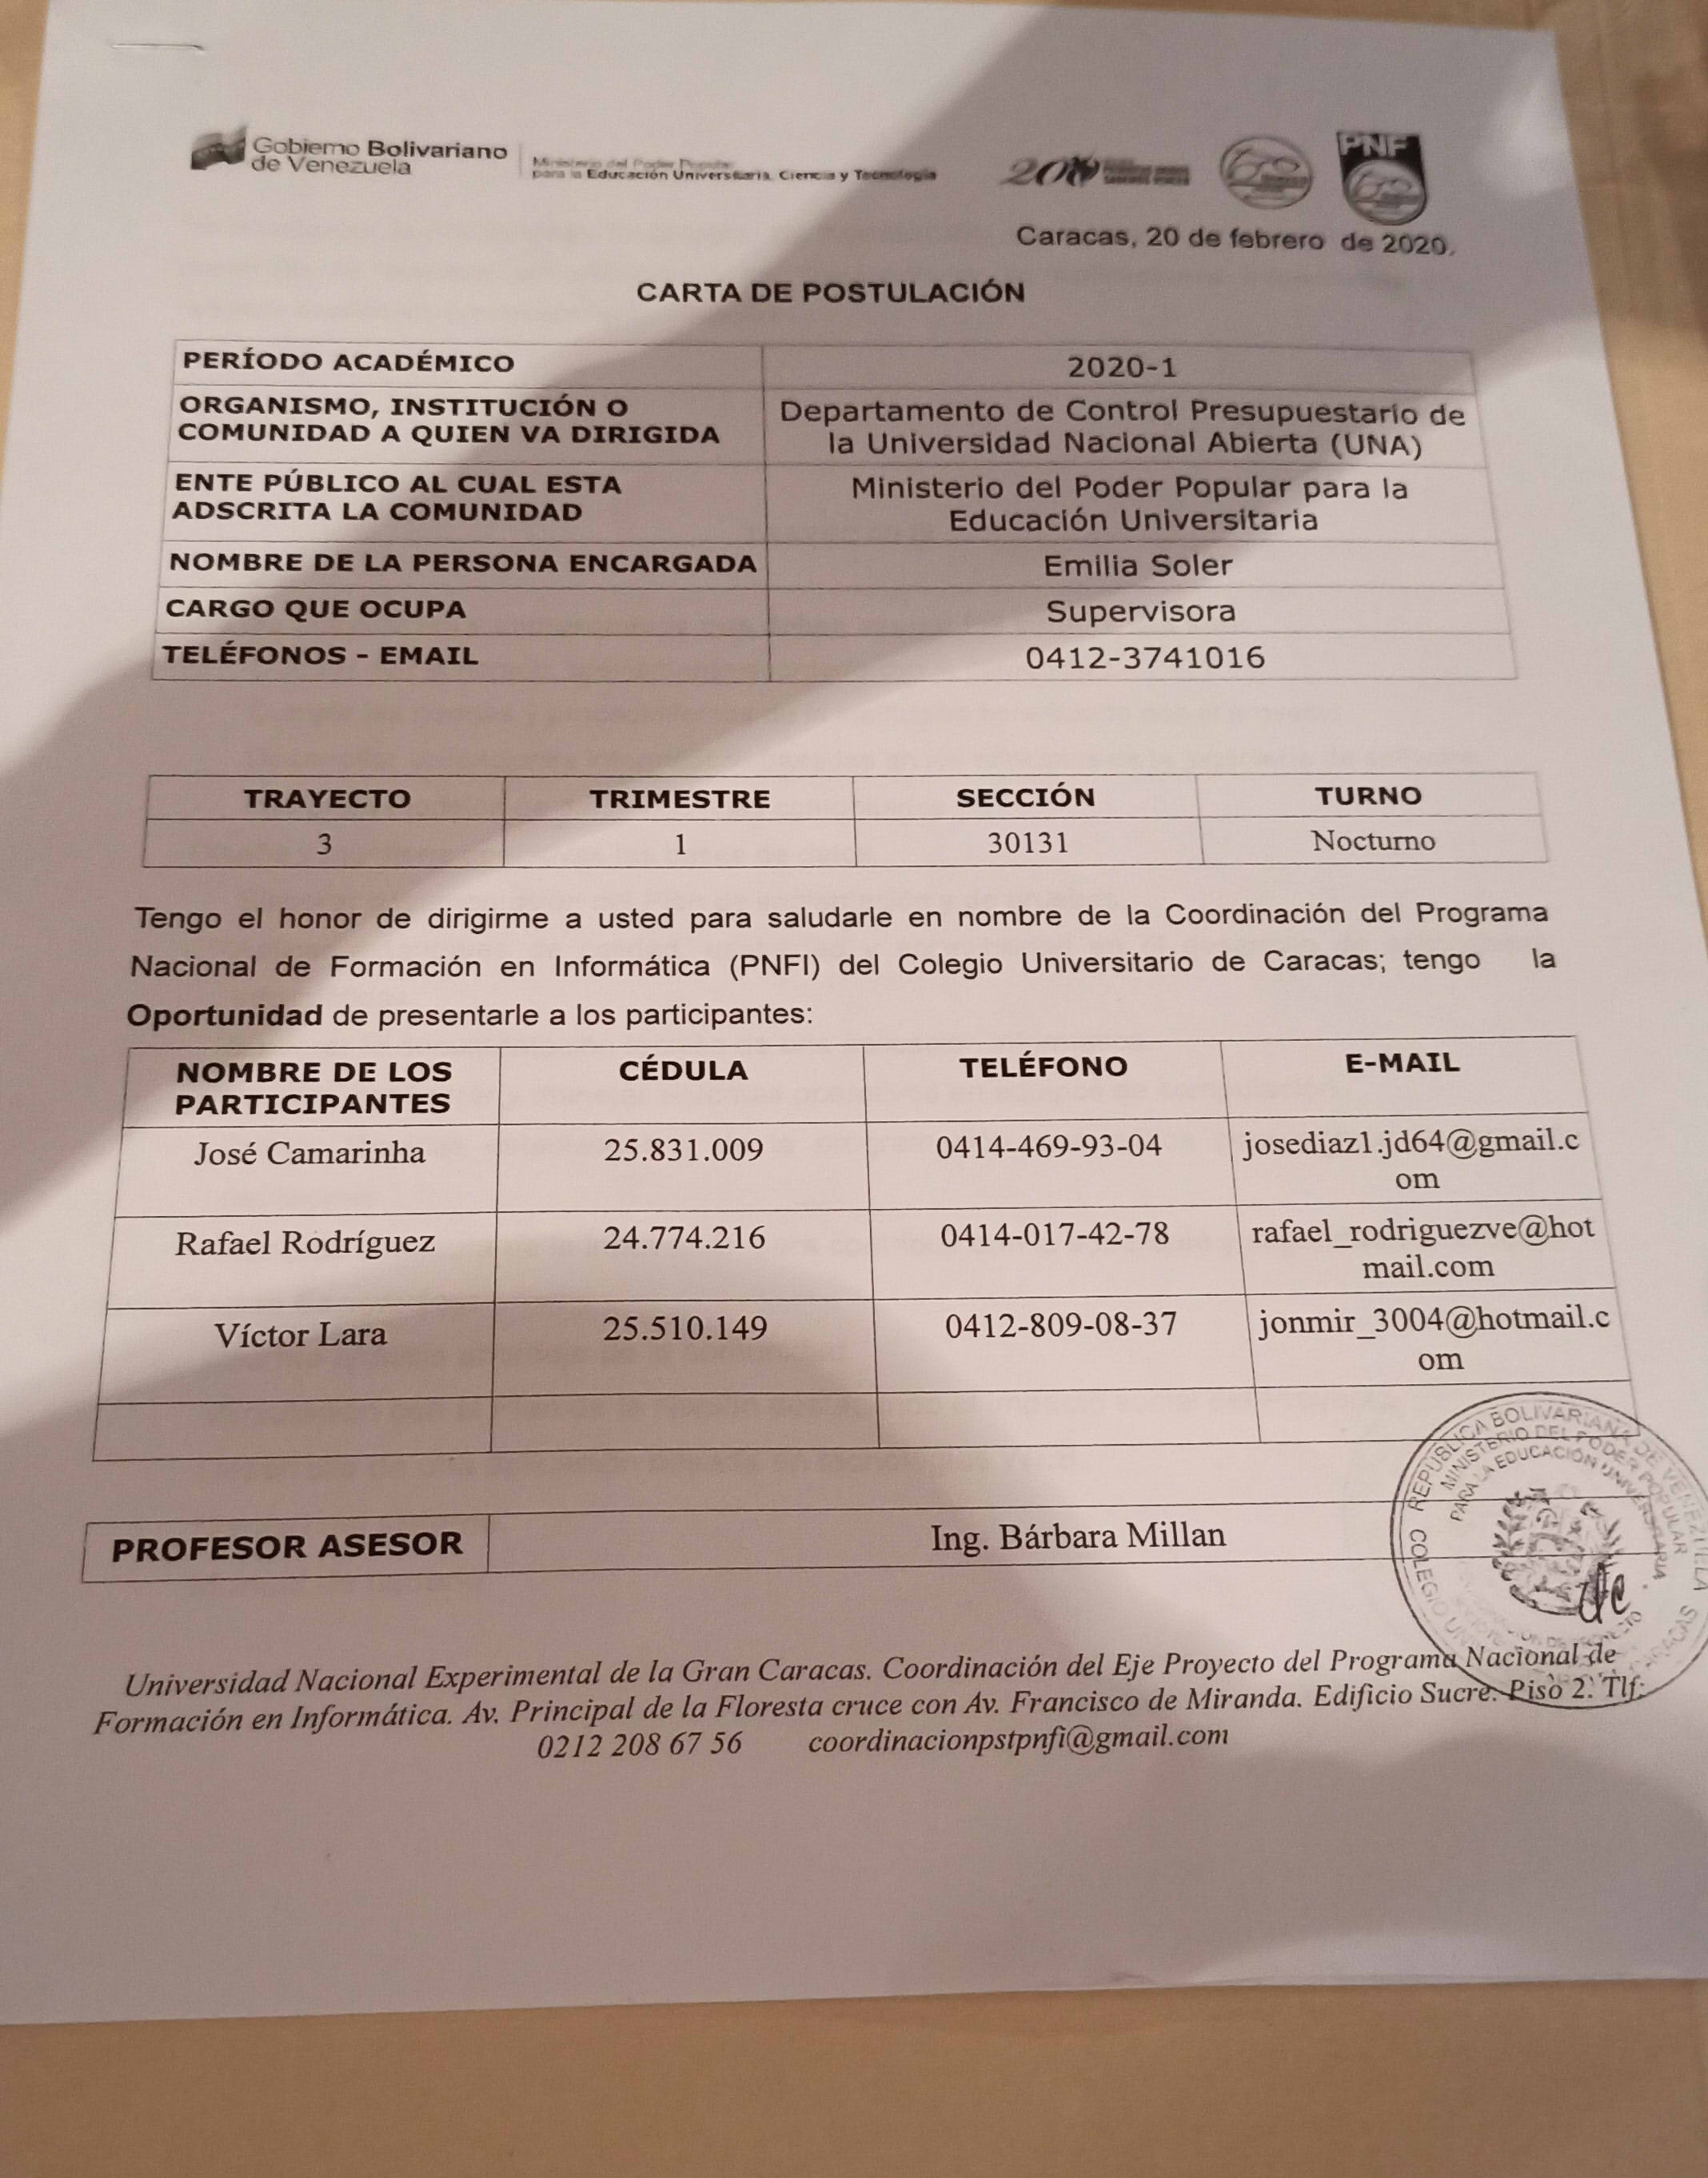 Gobierno Bolivariano
de Venezuela
Ministerio del Poder Popular
para la Educación Universitaria, Ciencia y Tecnología
PNF
Caracas, 20 de febrero de 2020.
CARTA DE POSTULACIÓN
PERÍODO ACADÉMICO 2020-1
ORGANISMO, INSTITUCIÓN O COMUNIDAD A QUIEN VA DIRIGIDA
Departamento de Control Presupuestario de
la Universidad Nacional Abierta (UNA)
ENTE PÚBLICO AL CUAL ESTA ADSCRITA LA COMUNIDAD
Ministerio del Poder Popular para la
Educación Universitaria
NOMBRE DE LA PERSONA ENCARGADA Emilia Soler
CARGO QUE OCUPA Supervisora
TELÉFONOS - EMAIL 0412-3741016
TRAYECTO TRIMESTRE SECCIÓN TURNO
3 1 30131 Nocturno
Tengo el honor de dirigirme a usted para saludarle en nombre de la Coordinación del Programa
Nacional de Formación en Informática (PNFI) del Colegio Universitario de Caracas; tengo la
Oportunidad de presentarle a los participantes:
NOMBRE DE LOS PARTICIPANTES CÉDULA TELÉFONO E-MAIL
José Camarinha 25.831.009 0414-469-93-04 josediaz1.jd64@gmail.c
om
Rafael Rodríguez 24.774.216 0414-017-42-78 rafael_rodriguezve@hot
mail.com
Víctor Lara 25.510.149 0412-809-08-37 jonmir_3004@hotmail.c
om
PROFESOR ASESOR Ing. Bárbara Millan
REPÚBLICA BOLIVARIANA DE VENEZUELA
MINISTERIO DEL PODER POPULAR
PARA LA EDUCACIÓN UNIVERSITARIA
Universidad Nacional Experimental de la Gran Caracas. Coordinación del Eje Proyecto del Programa Nacional de
Formación en Informática. Av. Principal de la Floresta cruce con Av. Francisco de Miranda. Edificio Sucre. Piso 2. Tlf:
0212 208 67 56 coordinacionpstpnfi@gmail.com